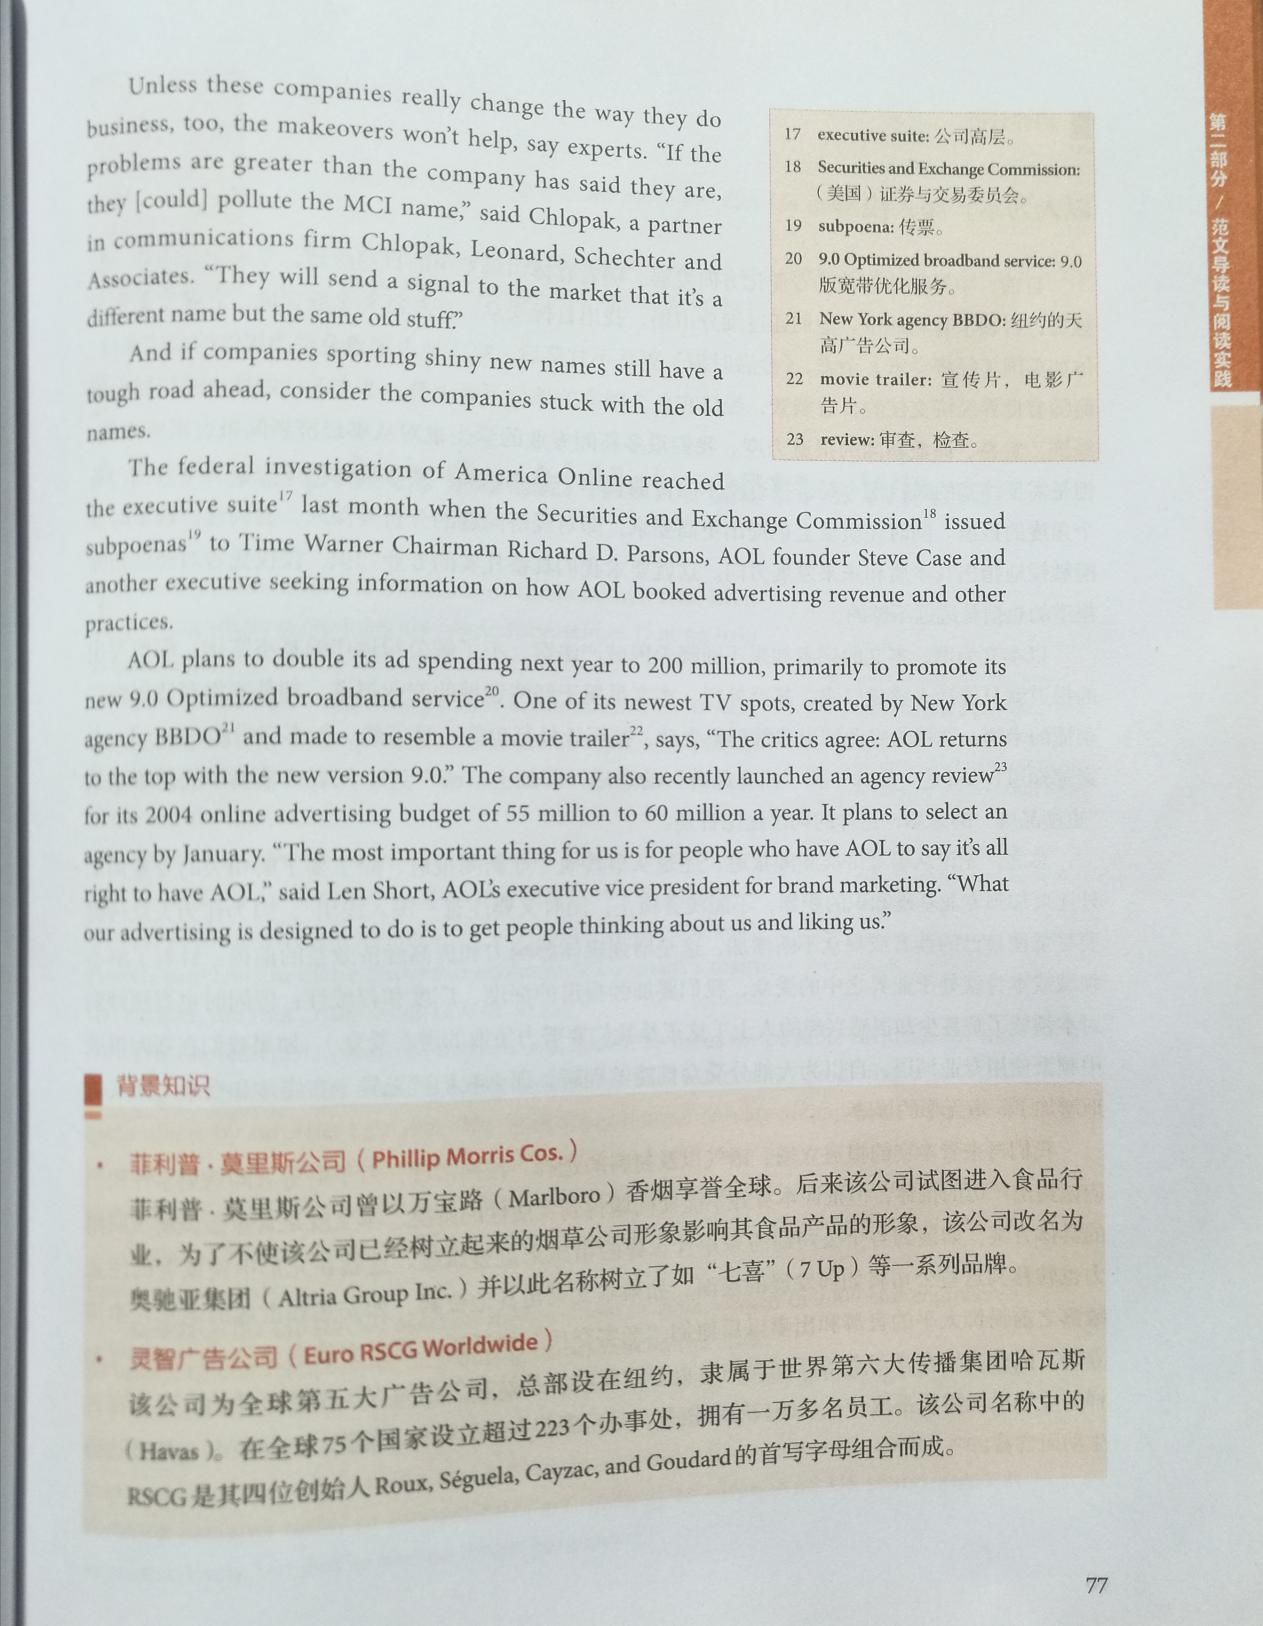 Unless these companies really change the way they do
business, too, the makeovers won't help, say experts. “If the
problems are greater than the company has said they are,
they [could] pollute the MCI name,” said Chlopak, a partner
in communications firm Chlopak, Leonard, Schechter and
Associates. “They will send a signal to the market that it's a
different name but the same old stuff.”
And if companies sporting shiny new names still have a
tough road ahead, consider the companies stuck with the old
names.
The federal investigation of America Online reached
the executive suite17 last month when the Securities and Exchange Commission18 issued
subpoenas19 to Time Warner Chairman Richard D. Parsons, AOL founder Steve Case and
another executive seeking information on how AOL booked advertising revenue and other
practices.
AOL plans to double its ad spending next year to 200 million, primarily to promote its
new 9.0 Optimized broadband service20. One of its newest TV spots, created by New York
agency BBDO21 and made to resemble a movie trailer22, says, “The critics agree: AOL returns
to the top with the new version 9.0.” The company also recently launched an agency review23
for its 2004 online advertising budget of 55 million to 60 million a year. It plans to select an
agency by January. “The most important thing for us is for people who have AOL to say it's all
right to have AOL,” said Len Short, AOL's executive vice president for brand marketing. “What
our advertising is designed to do is to get people thinking about us and liking us.”
17 executive suite: 公司高层。
18 Securities and Exchange Commission:
（美国）证券与交易委员会。
19 subpoena: 传票。
20 9.0 Optimized broadband service: 9.0
版宽带优化服务。
21 New York agency BBDO: 纽约的天
高广告公司。
22 movie trailer: 宣传片，电影广
告片。
23 review: 审查，检查。
第二部分 / 范文导读与阅读实践
背景知识
• 菲利普·莫里斯公司（Phillip Morris Cos.）
菲利普·莫里斯公司曾以万宝路（Marlboro）香烟享誉全球。后来该公司试图进入食品行
业，为了不使该公司已经树立起来的烟草公司形象影响其食品产品的形象，该公司改名为
奥驰亚集团（Altria Group Inc.）并以此名称树立了如“七喜”（7 Up）等一系列品牌。
• 灵智广告公司（Euro RSCG Worldwide）
该公司为全球第五大广告公司，总部设在纽约，隶属于世界第六大传播集团哈瓦斯
（Havas）。在全球75个国家设立超过223个办事处，拥有一万多名员工。该公司名称中的
RSCG是其四位创始人Roux, Séguela, Cayzac, and Goudard的首写字母组合而成。
77